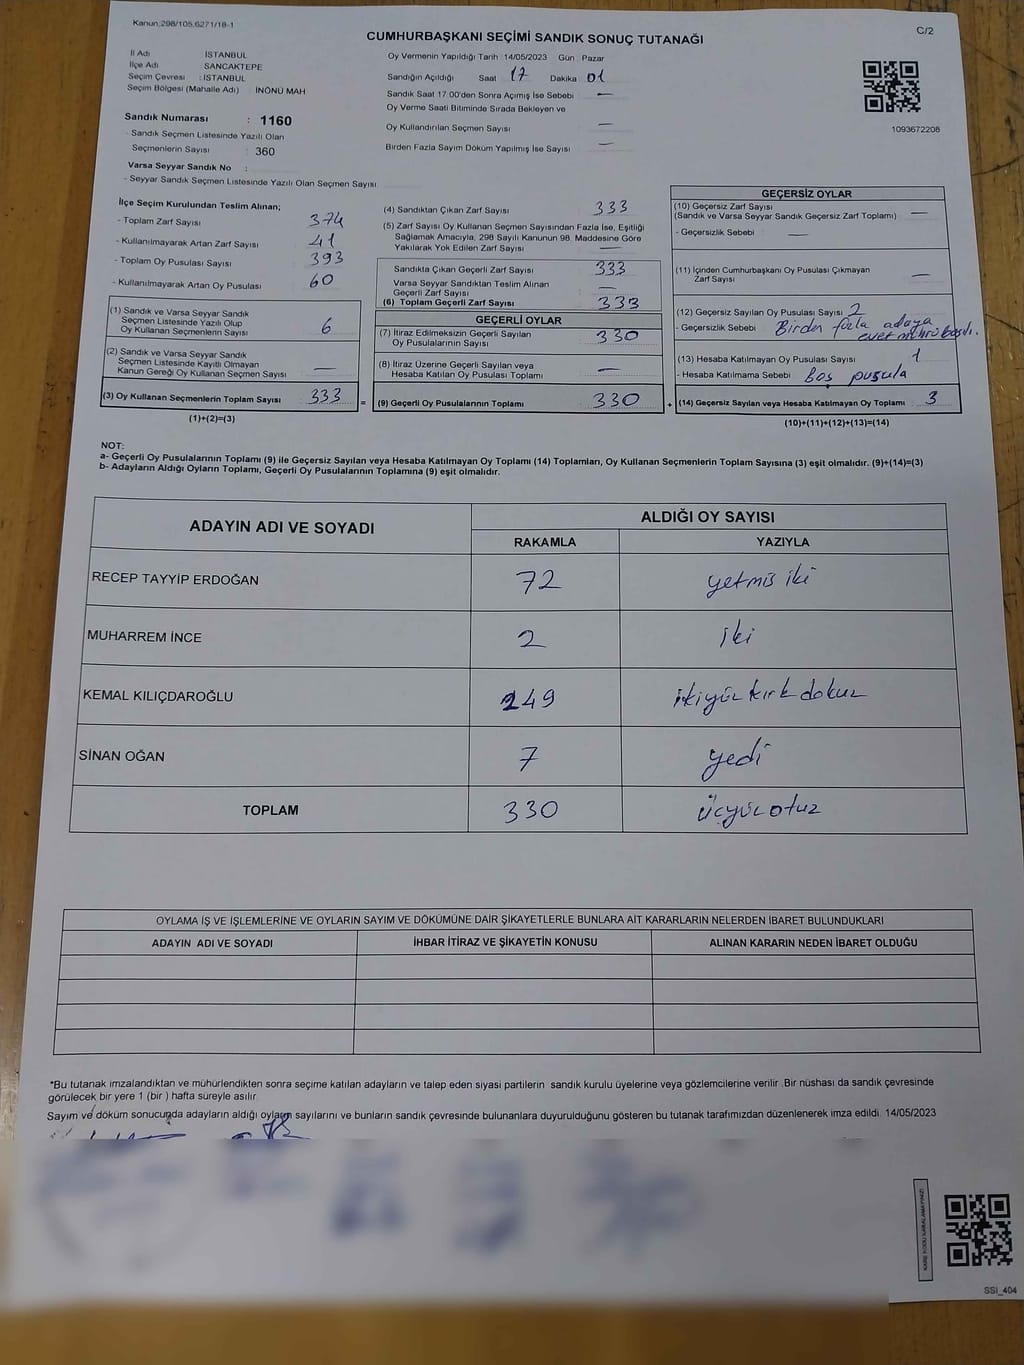 Kanun.298/105,6271/18-1
C/2
CUMHURBAŞKANI SEÇİMİ SANDIK SONUÇ TUTANAĞI
İl Adı İSTANBUL
İlçe Adı SANCAKTEPE
Seçim Çevresi : İSTANBUL
Seçim Bölgesi (Mahalle Adı) İNÖNÜ MAH
Oy Vermenin Yapıldığı Tarih 14/05/2023 Gün Pazar
Sandığın Açıldığı Saat 17 Dakika 01
Sandık Saat 17:00'den Sonra Açımış İse Sebebi —
Oy Verme Saati Bitiminde Sırada Bekleyen ve
Oy Kullandırılan Seçmen Sayısı —
Birden Fazla Sayım Döküm Yapılmış İse Sayısı —
1093672208
Sandık Numarası : 1160
- Sandık Seçmen Listesinde Yazılı Olan
Seçmenlerin Sayısı : 360
Varsa Seyyar Sandık No :
- Seyyar Sandık Seçmen Listesinde Yazılı Olan Seçmen Sayısı
İlçe Seçim Kurulundan Teslim Alınan;
- Toplam Zarf Sayısı 374
- Kullanılmayarak Artan Zarf Sayısı 41
- Toplam Oy Pusulası Sayısı 393
- Kullanılmayarak Artan Oy Pusulası 60
(1) Sandık ve Varsa Seyyar Sandık
Seçmen Listesinde Yazılı Olup
Oy Kullanan Seçmenlerin Sayısı 6
(2) Sandık ve Varsa Seyyar Sandık
Seçmen Listesinde Kayıtlı Olmayan
Kanun Gereği Oy Kullanan Seçmen Sayısı —
(3) Oy Kullanan Seçmenlerin Toplam Sayısı 333 =
(1)+(2)=(3)
(4) Sandıktan Çıkan Zarf Sayısı 333
(5) Zarf Sayısı Oy Kullanan Seçmen Sayısından Fazla İse, Eşitliği
Sağlamak Amacıyla, 298 Sayılı Kanunun 98. Maddesine Göre
Yakılarak Yok Edilen Zarf Sayısı —
Sandıkta Çıkan Geçerli Zarf Sayısı 333
Varsa Seyyar Sandıktan Teslim Alınan
Geçerli Zarf Sayısı —
(6) Toplam Geçerli Zarf Sayısı 333
GEÇERLİ OYLAR
(7) İtiraz Edilmeksizin Geçerli Sayılan
Oy Pusulalarının Sayısı 330
(8) İtiraz Üzerine Geçerli Sayılan veya
Hesaba Katılan Oy Pusulası Toplamı —
(9) Geçerli Oy Pusulalarının Toplamı 330 +
GEÇERSİZ OYLAR
(10) Geçersiz Zarf Sayısı
(Sandık ve Varsa Seyyar Sandık Geçersiz Zarf Toplamı) —
- Geçersizlik Sebebi —
(11) İçinden Cumhurbaşkanı Oy Pusulası Çıkmayan
Zarf Sayısı —
(12) Geçersiz Sayılan Oy Pusulası Sayısı 2
- Geçersizlik Sebebi Birden fazla adaya
evet mührü basılı.
(13) Hesaba Katılmayan Oy Pusulası Sayısı 1
- Hesaba Katılmama Sebebi Boş pusula
(14) Geçersiz Sayılan veya Hesaba Katılmayan Oy Toplamı 3
(10)+(11)+(12)+(13)=(14)
NOT:
a- Geçerli Oy Pusulalarının Toplamı (9) ile Geçersiz Sayılan veya Hesaba Katılmayan Oy Toplamı (14) Toplamları, Oy Kullanan Seçmenlerin Toplam Sayısına (3) eşit olmalıdır. (9)+(14)=(3)
b- Adayların Aldığı Oyların Toplamı, Geçerli Oy Pusulalarının Toplamına (9) eşit olmalıdır.
ADAYIN ADI VE SOYADI
ALDIĞI OY SAYISI
RAKAMLA YAZIYLA
RECEP TAYYİP ERDOĞAN 72 yetmiş iki
MUHARREM İNCE 2 iki
KEMAL KILIÇDAROĞLU 249 ikiyüz kırk dokuz
SİNAN OĞAN 7 yedi
TOPLAM 330 üçyüz otuz
OYLAMA İŞ VE İŞLEMLERİNE VE OYLARIN SAYIM VE DÖKÜMÜNE DAİR ŞİKAYETLERLE BUNLARA AİT KARARLARIN NELERDEN İBARET BULUNDUKLARI
ADAYIN ADI VE SOYADI İHBAR İTİRAZ VE ŞİKAYETİN KONUSU ALINAN KARARIN NEDEN İBARET OLDUĞU
*Bu tutanak imzalandıktan ve mühürlendikten sonra seçime katılan adayların ve talep eden siyasi partilerin sandık kurulu üyelerine veya gözlemcilerine verilir .Bir nüshası da sandık çevresinde
görülecek bir yere 1 (bir ) hafta süreyle asılır.
Sayım ve döküm sonucunda adayların aldığı oyların sayılarını ve bunların sandık çevresinde bulunanlara duyurulduğunu gösteren bu tutanak tarafımızdan düzenlenerek imza edildi. 14/05/2023
KARE KODU KARALAMAYINIZ!
SSİ_404